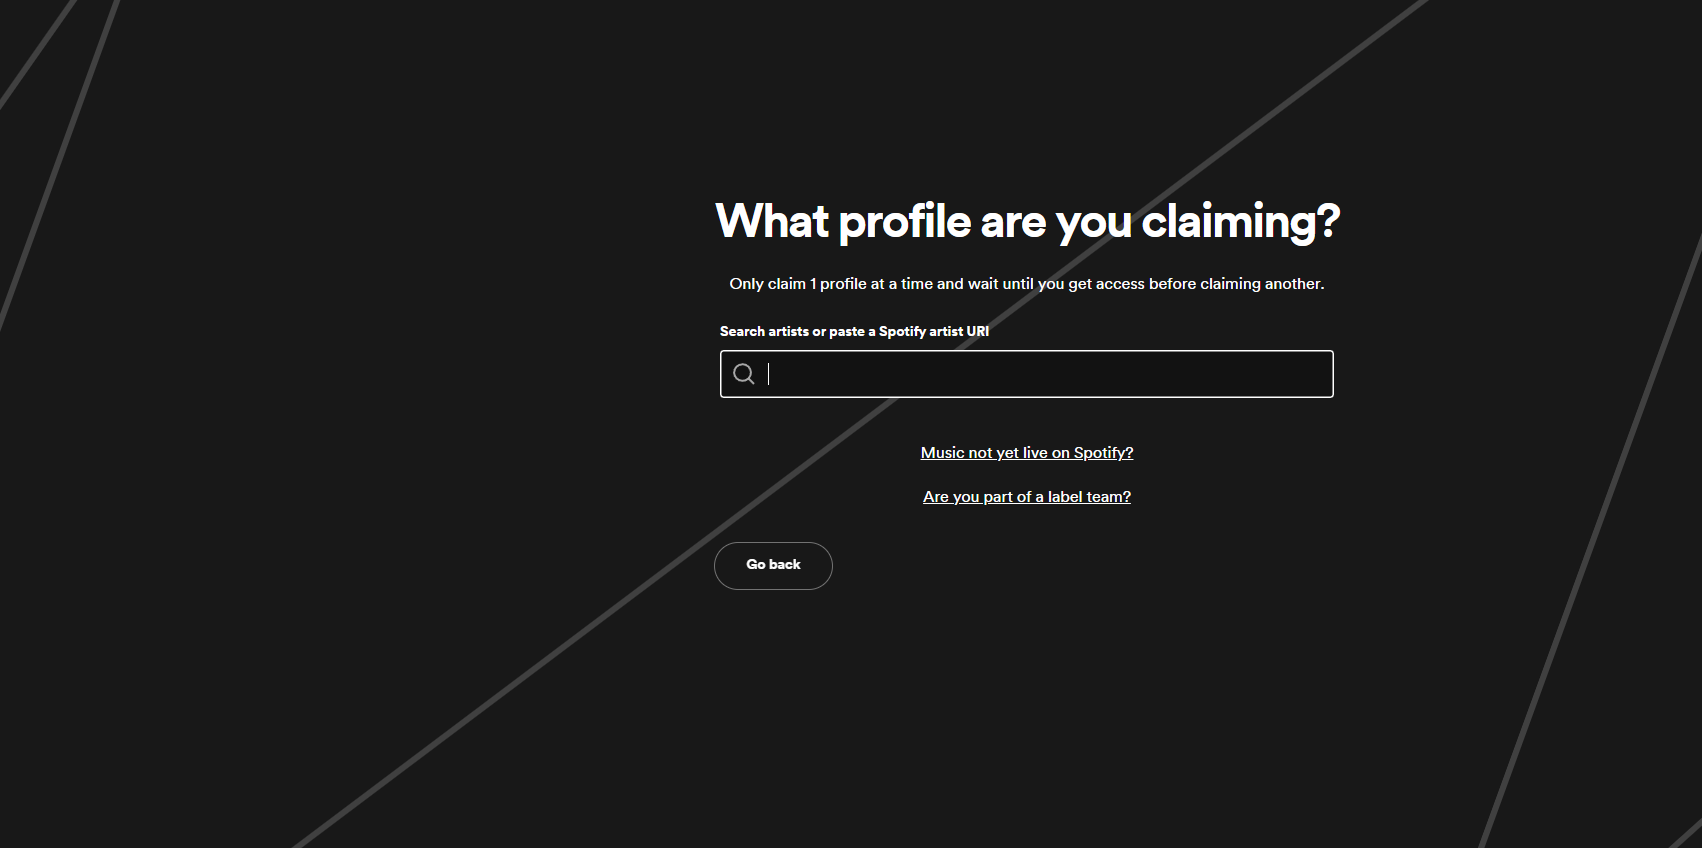 What profile are you claiming?
Only claim 1 profile at a time and wait until you get access before claiming another.
Search artists or paste a Spotify artist URI
Music not yet live on Spotify?
Are you part of a label team?
Go back